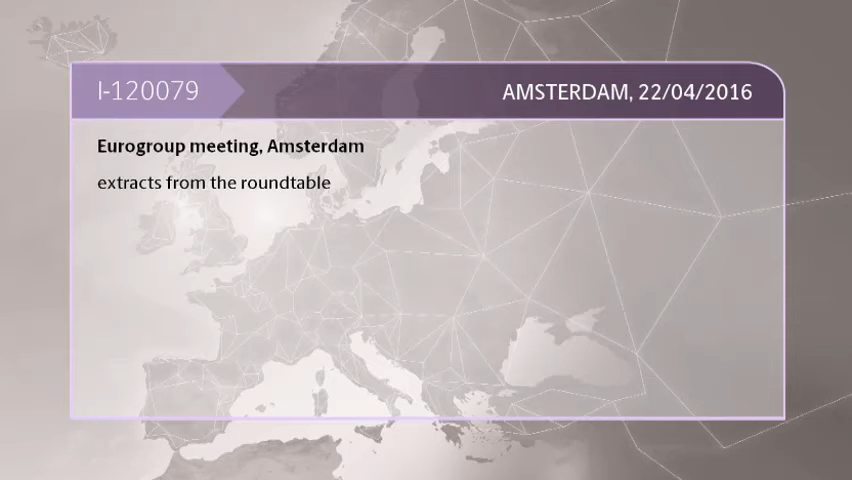 I-120079
AMSTERDAM, 22/04/2016
Eurogroup meeting, Amsterdam
extracts from the roundtable